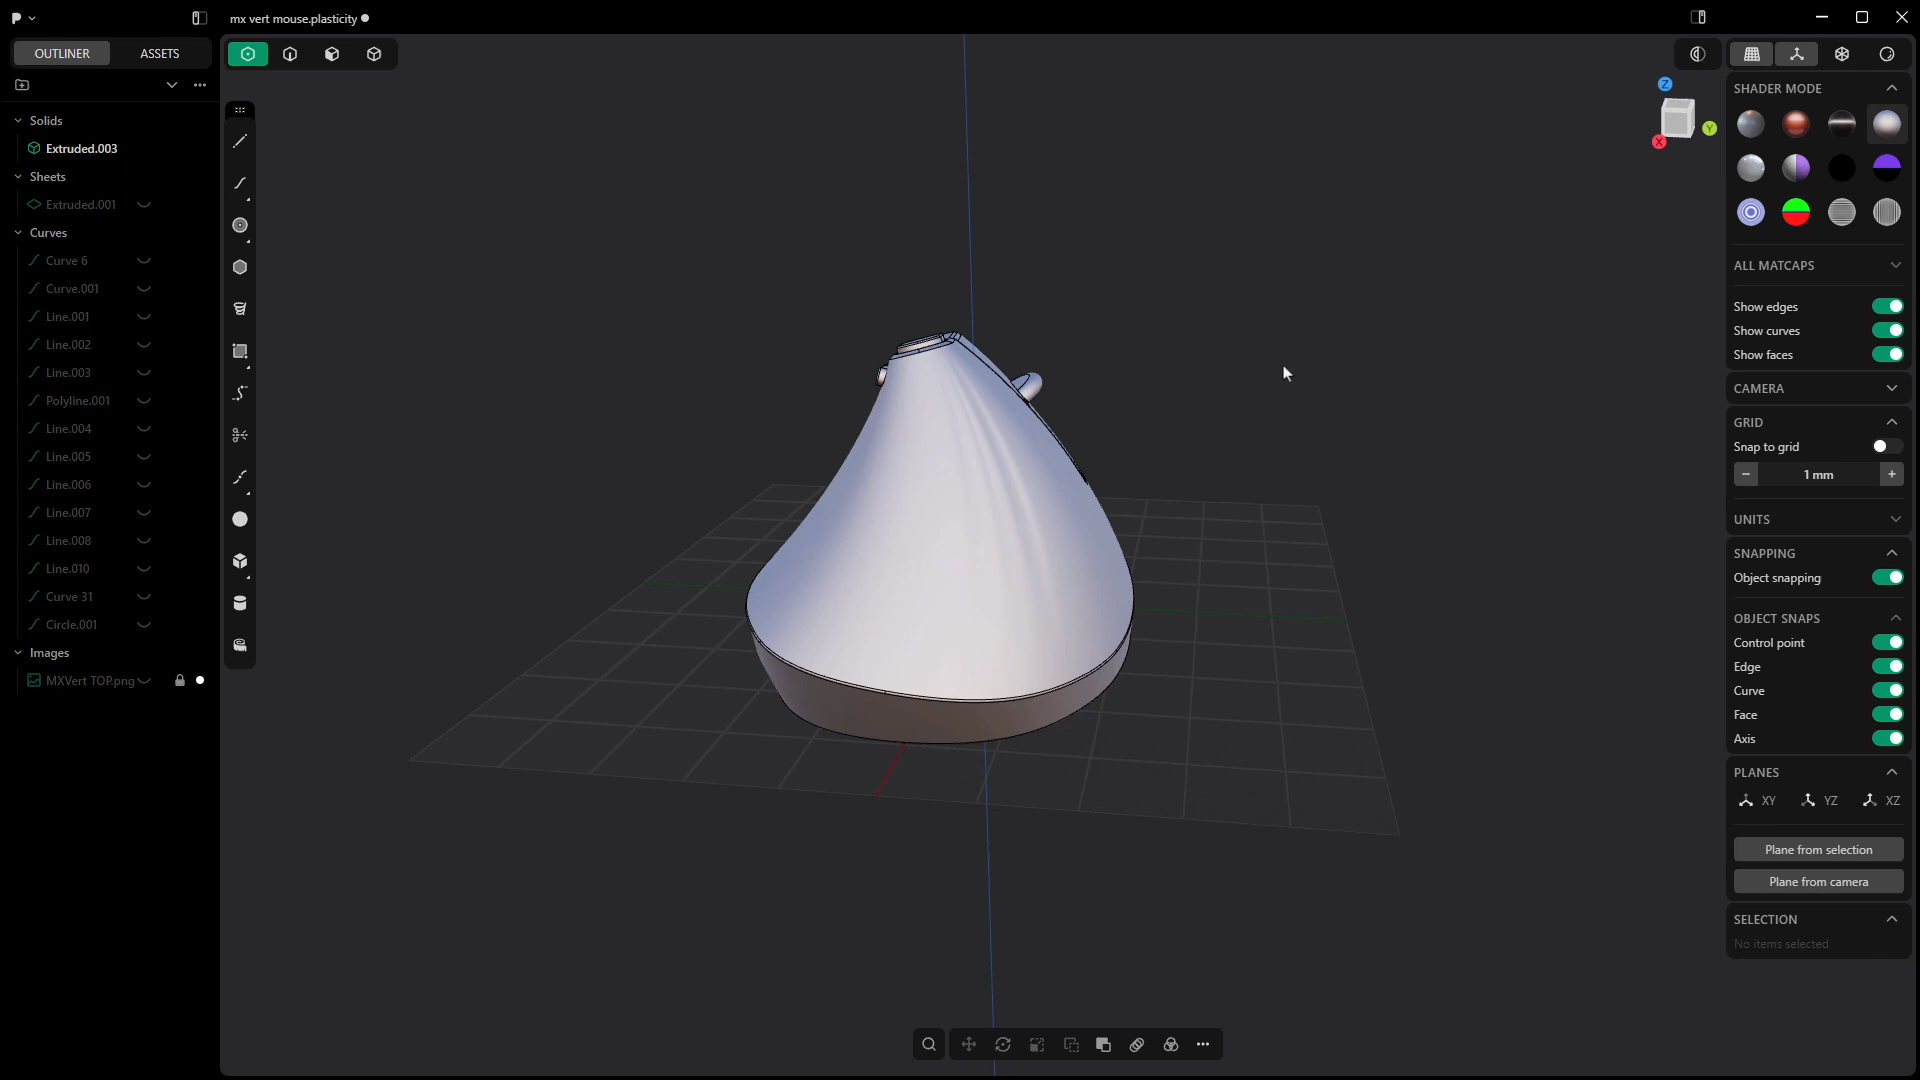 mx vert mouse.plasticity
OUTLINER
ASSETS
Solids
Extruded.003
Sheets
Extruded.001
Curves
Curve 6
Curve.001
Line.001
Line.002
Line.003
Polyline.001
Line.004
Line.005
Line.006
Line.007
Line.008
Line.010
Curve 31
Circle.001
Images
MXVert TOP.png
Z
Y
X
SHADER MODE
ALL MATCAPS
Show edges
Show curves
Show faces
CAMERA
GRID
Snap to grid
− 1 mm +
UNITS
SNAPPING
Object snapping
OBJECT SNAPS
Control point
Edge
Curve
Face
Axis
PLANES
XY YZ XZ
Plane from selection
Plane from camera
SELECTION
No items selected